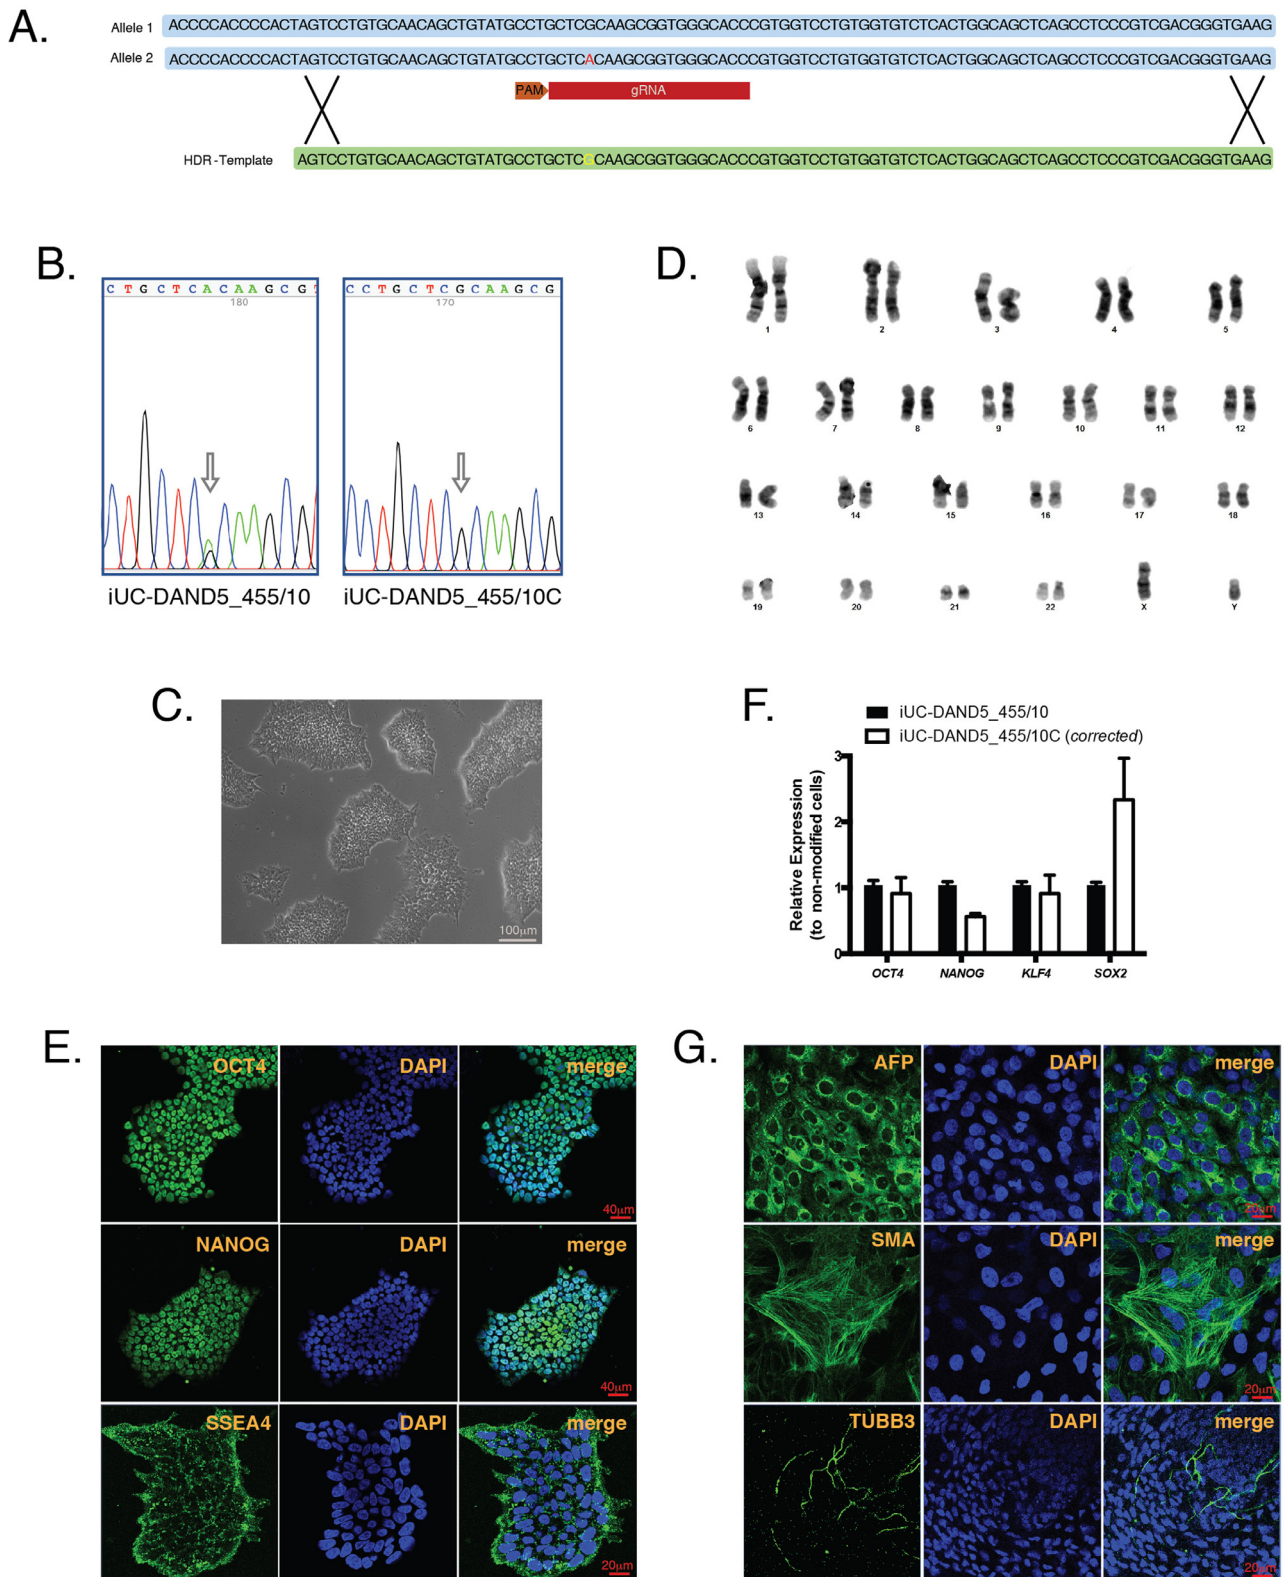 A.
Allele 1 ACCCCACCCCACTAGTCCTGTGCAACAGCTGTATGCCTGCTCGCAAGCGGTGGGCACCCGTGGTCCTGTGGTGTCTCACTGGCAGCTCAGCCTCCCGTCGACGGGTGAAG
Allele 2 ACCCCACCCCACTAGTCCTGTGCAACAGCTGTATGCCTGCTCACAAGCGGTGGGCACCCGTGGTCCTGTGGTGTCTCACTGGCAGCTCAGCCTCCCGTCGACGGGTGAAG
PAM gRNA
HDR-Template AGTCCTGTGCAACAGCTGTATGCCTGCTCGCAAGCGGTGGGCACCCGTGGTCCTGTGGTGTCTCACTGGCAGCTCAGCCTCCCGTCGACGGGTGAAG
B.
C T G C T C A C A A G C G T
180
iUC-DAND5_455/10
C C T G C T C G C A A G C G
170
iUC-DAND5_455/10C
D.
1 2 3 4 5
6 7 8 9 10 11 12
13 14 15 16 17 18
19 20 21 22 X Y
C.
100μm
F.
iUC-DAND5_455/10
iUC-DAND5_455/10C (corrected)
Relative Expression
(to non-modified cells)
3
2
1
0
OCT4 NANOG KLF4 SOX2
E.
OCT4 DAPI merge
40μm
NANOG DAPI merge
40μm
SSEA4 DAPI merge
20μm
G.
AFP DAPI merge
20μm
SMA DAPI merge
20μm
TUBB3 DAPI merge
20μm